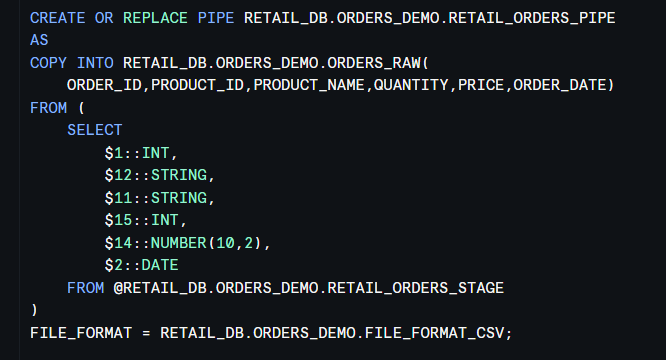 CREATE OR REPLACE PIPE RETAIL_DB.ORDERS_DEMO.RETAIL_ORDERS_PIPE
AS
COPY INTO RETAIL_DB.ORDERS_DEMO.ORDERS_RAW(
    ORDER_ID,PRODUCT_ID,PRODUCT_NAME,QUANTITY,PRICE,ORDER_DATE)
FROM (
    SELECT
        $1::INT,
        $12::STRING,
        $11::STRING,
        $15::INT,
        $14::NUMBER(10,2),
        $2::DATE
    FROM @RETAIL_DB.ORDERS_DEMO.RETAIL_ORDERS_STAGE
)
FILE_FORMAT = RETAIL_DB.ORDERS_DEMO.FILE_FORMAT_CSV;